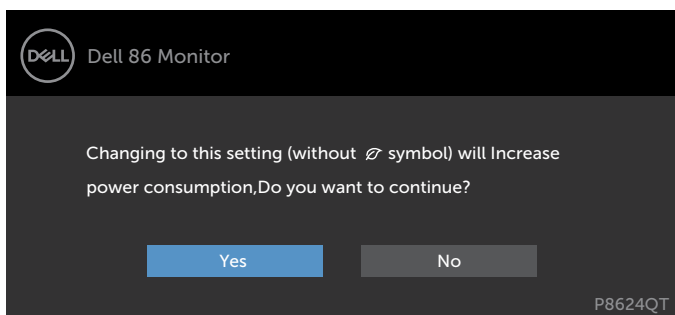 DELL Dell 86 Monitor
Changing to this setting (without symbol) will Increase
power consumption,Do you want to continue?
Yes No
P8624QT